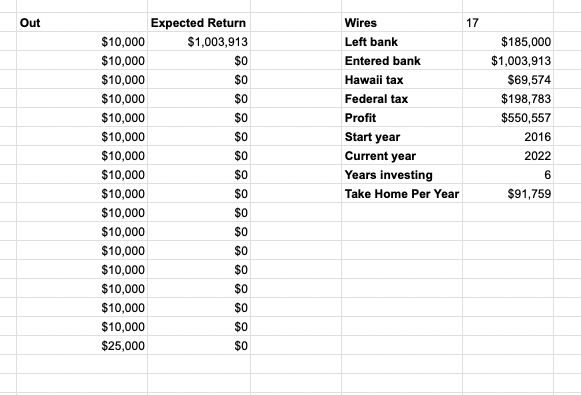 Out Expected Return Wires 17
$10,000 $1,003,913 Left bank $185,000
$10,000 $0 Entered bank $1,003,913
$10,000 $0 Hawaii tax $69,574
$10,000 $0 Federal tax $198,783
$10,000 $0 Profit $550,557
$10,000 $0 Start year 2016
$10,000 $0 Current year 2022
$10,000 $0 Years investing 6
$10,000 $0 Take Home Per Year $91,759
$10,000 $0
$10,000 $0
$10,000 $0
$10,000 $0
$10,000 $0
$10,000 $0
$10,000 $0
$25,000 $0